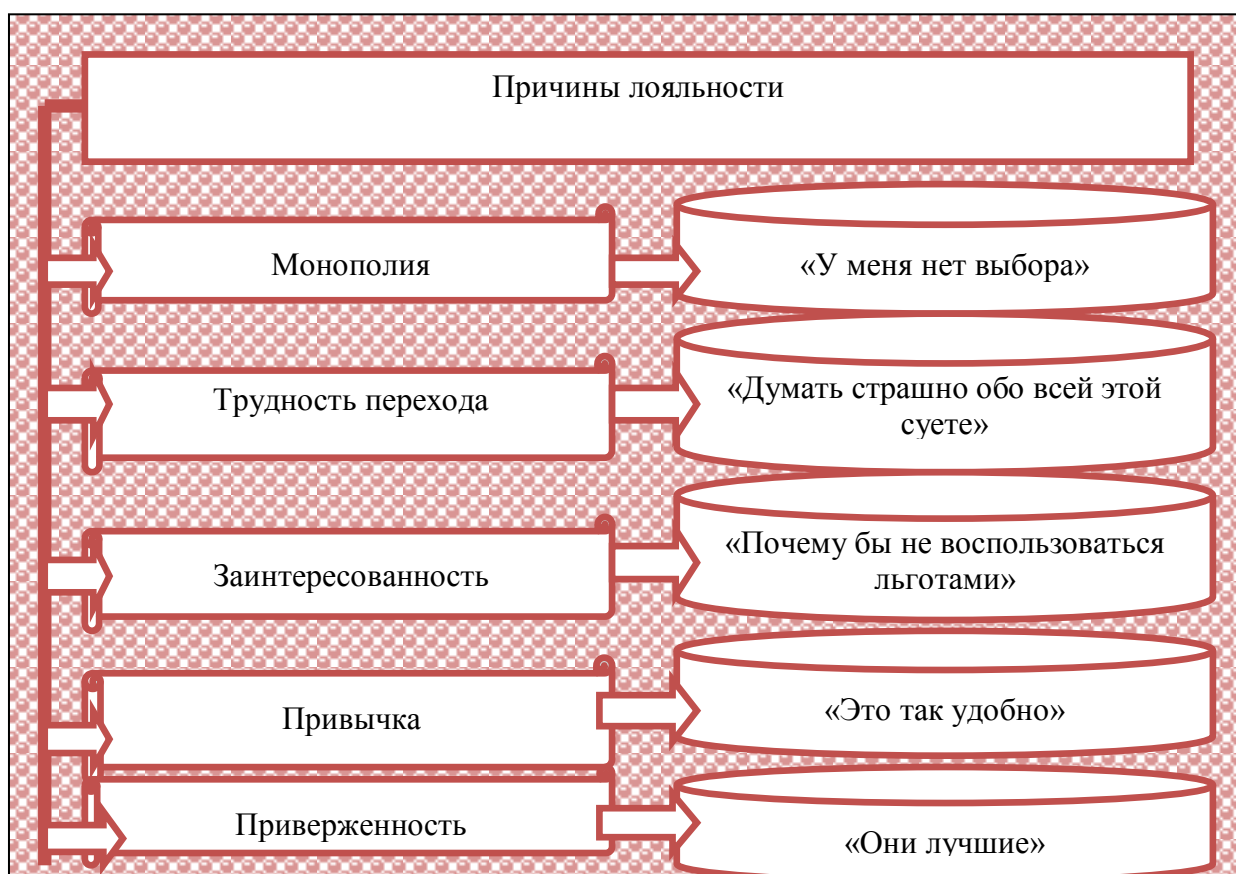 Причины лояльности
Монополия
«У меня нет выбора»
Трудность перехода
«Думать страшно обо всей этой
суете»
Заинтересованность
«Почему бы не воспользоваться
льготами»
Привычка
«Это так удобно»
Приверженность
«Они лучшие»